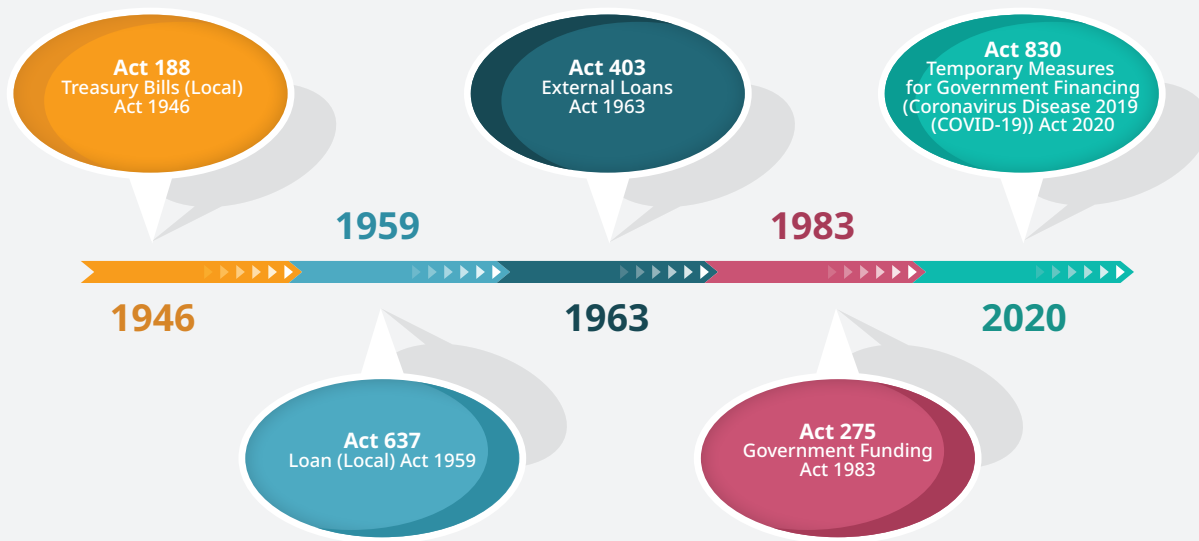 Act 188
Treasury Bills (Local)
Act 1946
Act 403
External Loans
Act 1963
Act 830
Temporary Measures
for Government Financing
(Coronavirus Disease 2019
(COVID-19)) Act 2020
1959
1983
1946
1963
2020
Act 637
Loan (Local) Act 1959
Act 275
Government Funding
Act 1983